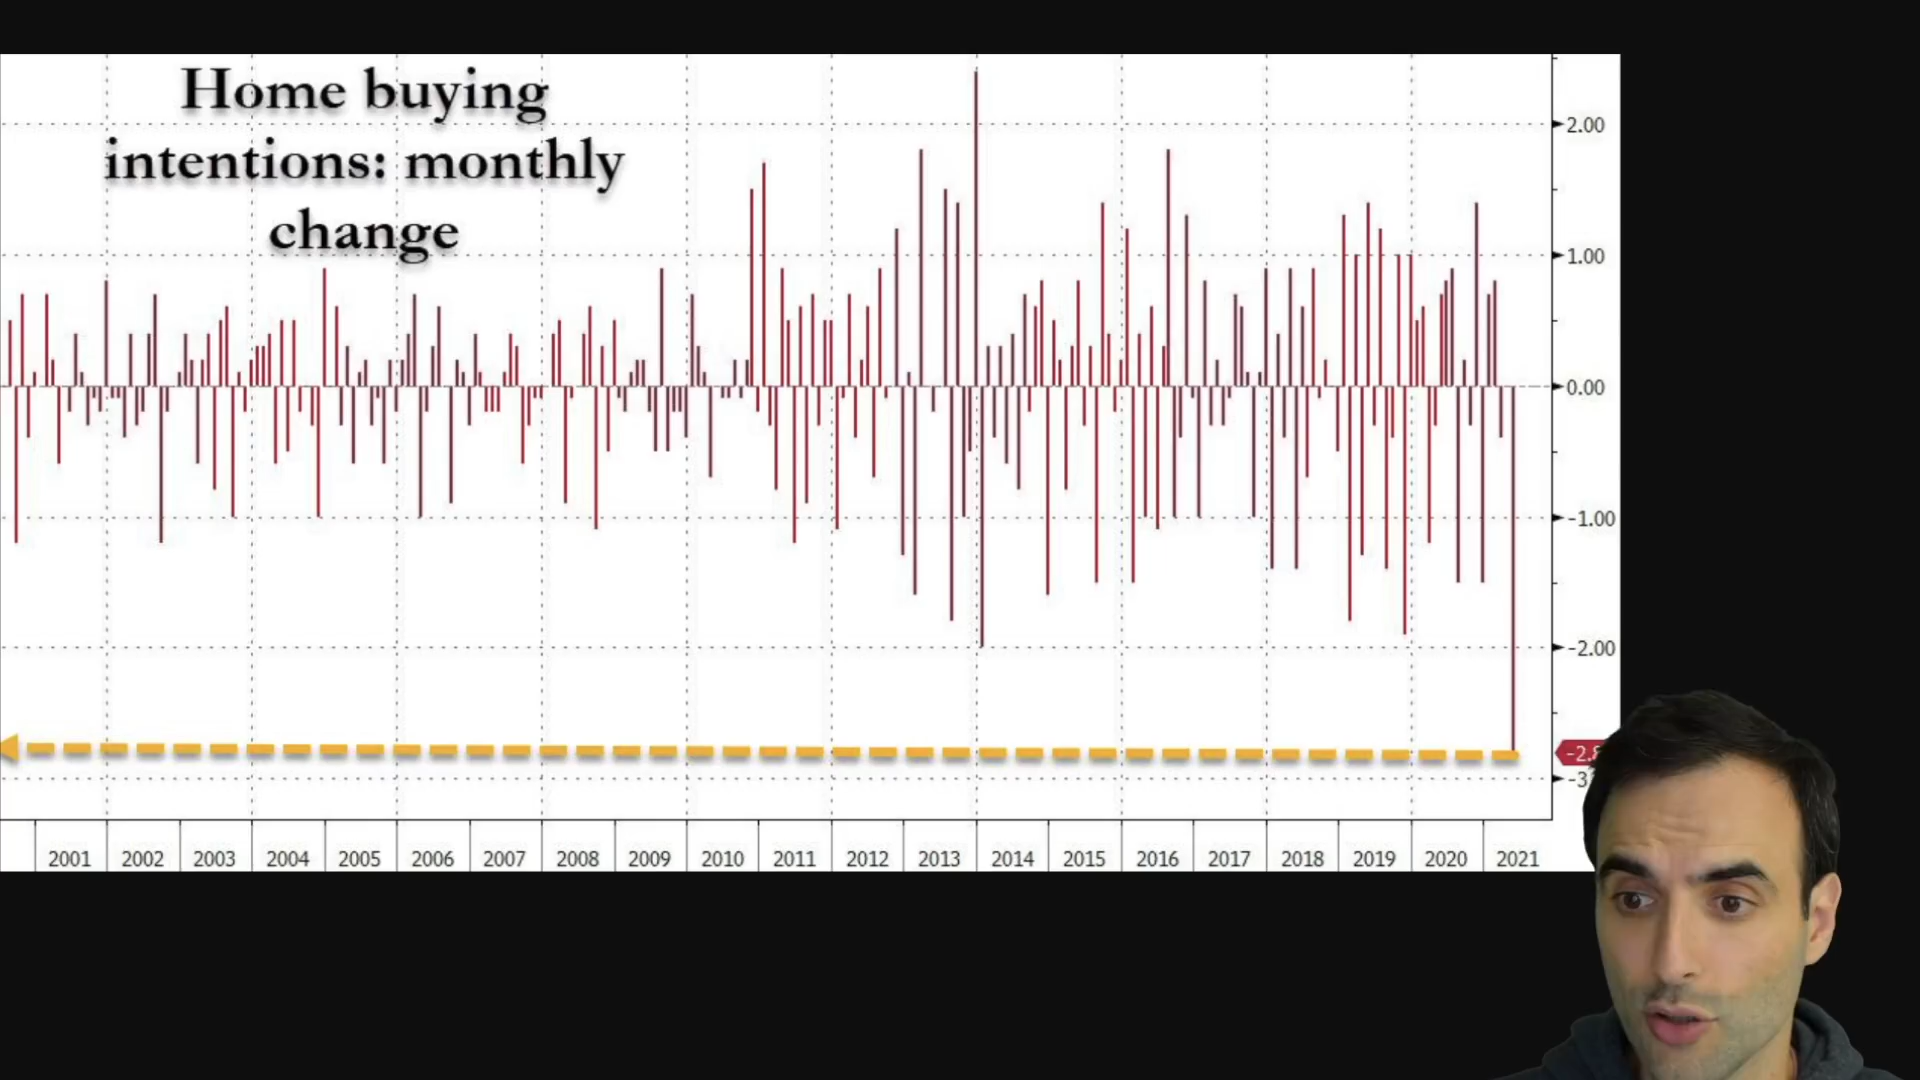 Home buying
intentions: monthly
change
2.00
1.00
0.00
-1.00
-2.00
2001 2002 2003 2004 2005 2006 2007 2008 2009 2010 2011 2012 2013 2014 2015 2016 2017 2018 2019 2020 2021